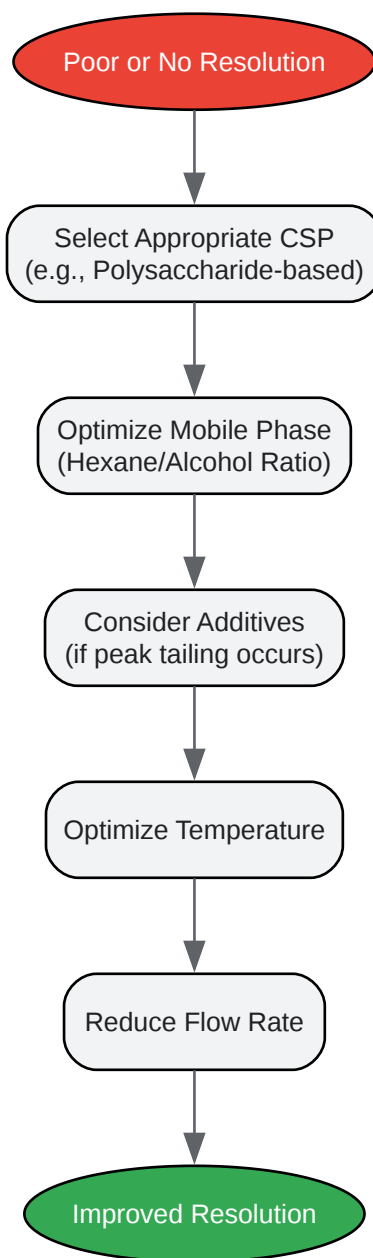 Poor or No Resolution
Select Appropriate CSP
(e.g., Polysaccharide-based)
Optimize Mobile Phase
(Hexane/Alcohol Ratio)
Consider Additives
(if peak tailing occurs)
Optimize Temperature
Reduce Flow Rate
Improved Resolution